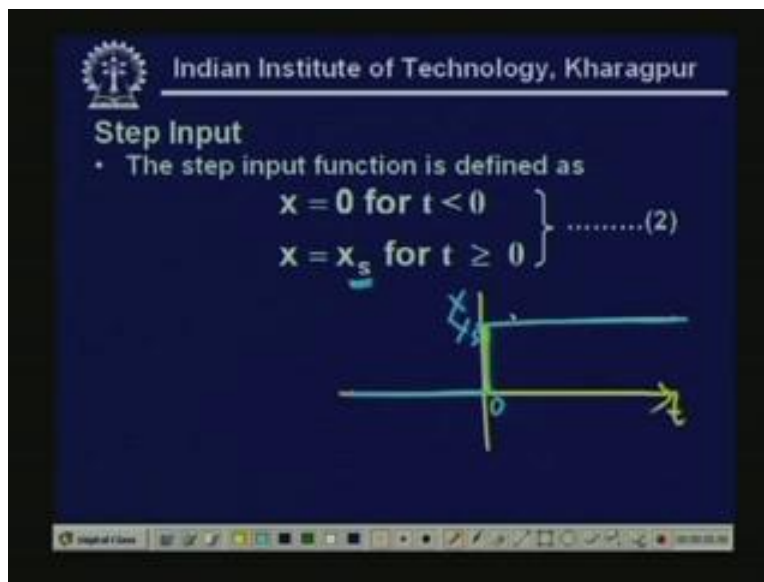 Indian Institute of Technology, Kharagpur
Step Input
• The step input function is defined as
x = 0 for t < 0
x = xₛ for t ≥ 0
.........(2)
x
xₛ
0
t